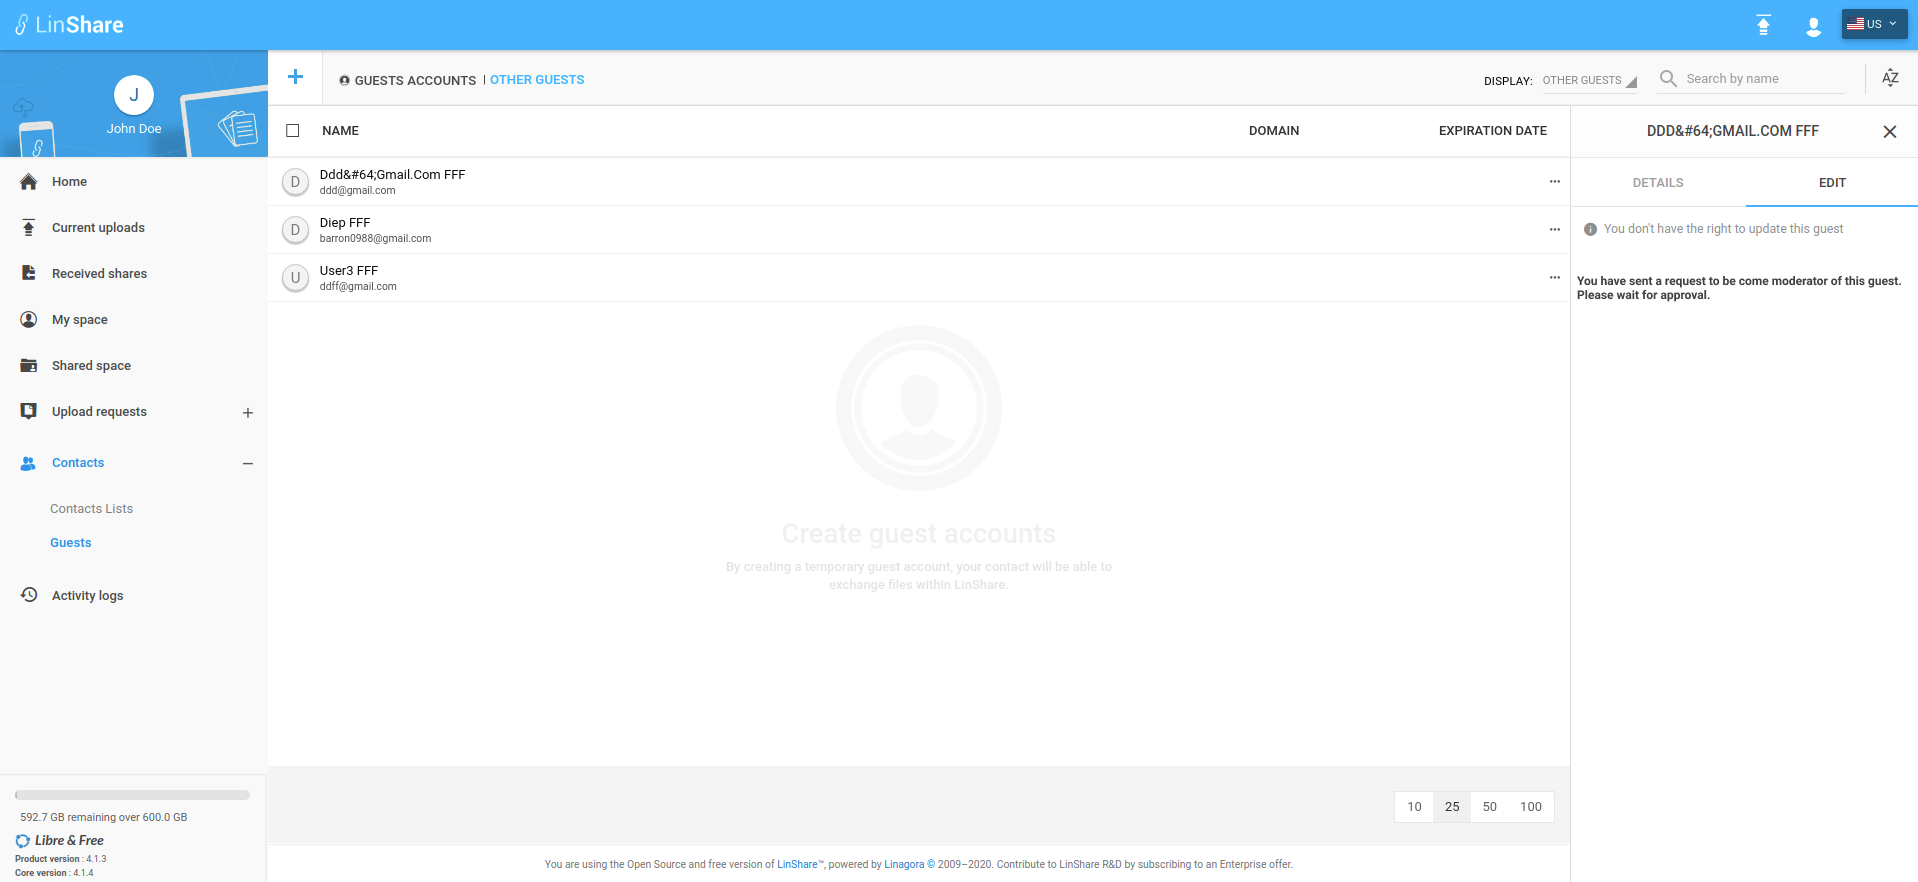 LinShare
US
J
John Doe
GUESTS ACCOUNTS | OTHER GUESTS
DISPLAY: OTHER GUESTS
Search by name
AZ
Home
Current uploads
Received shares
My space
Shared space
Upload requests
Contacts
Contacts Lists
Guests
Activity logs
592.7 GB remaining over 600.0 GB
Libre & Free
Product version : 4.1.3
Core version : 4.1.4
NAME DOMAIN EXPIRATION DATE
D
Ddd&#64;Gmail.Com FFF
ddd@gmail.com
D
Diep FFF
barron0988@gmail.com
U
User3 FFF
ddff@gmail.com
Create guest accounts
By creating a temporary guest account, your contact will be able to
exchange files within LinShare.
10 25 50 100
You are using the Open Source and free version of LinShare™, powered by Linagora © 2009–2020. Contribute to LinShare R&D by subscribing to an Enterprise offer.
DDD&#64;GMAIL.COM FFF
DETAILS EDIT
You don't have the right to update this guest
You have sent a request to be come moderator of this guest.
Please wait for approval.